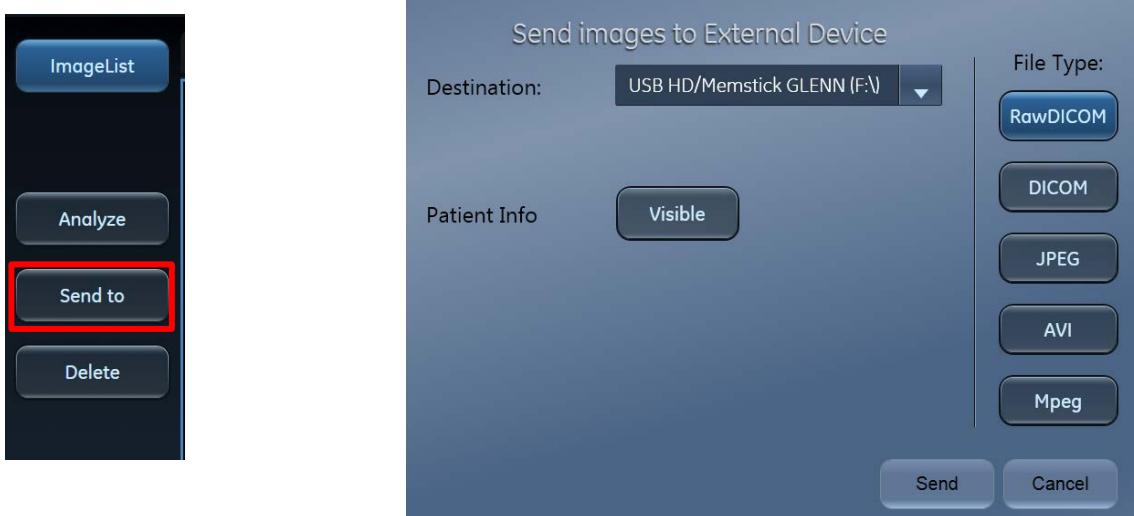 ImageList
Analyze
Send to
Delete
Send images to External Device
Destination:
USB HD/Memstick GLENN (F:\)
Patient Info
Visible
File Type:
RawDICOM
DICOM
JPEG
AVI
Mpeg
Send
Cancel